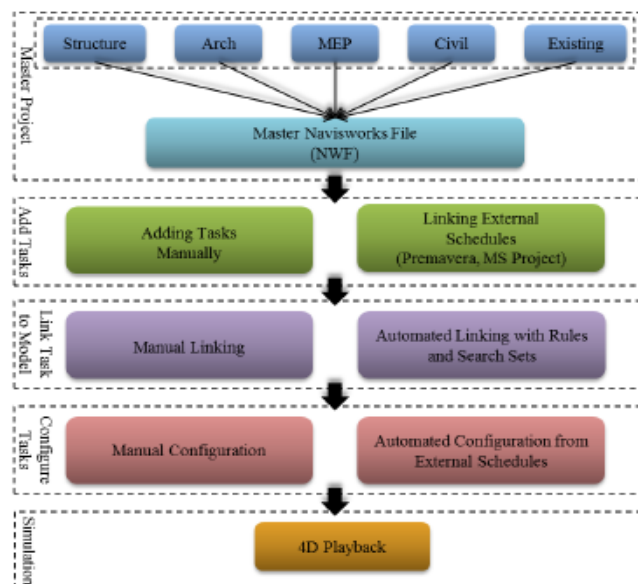 Master Project
Structure
Arch
MEP
Civil
Existing
Master Navisworks File
(NWF)
Add Tasks
Adding Tasks
Manually
Linking External
Schedules
(Premavera, MS Project)
Link Task
to Model
Manual Linking
Automated Linking with Rules
and Search Sets
Configure
Tasks
Manual Configuration
Automated Configuration from
External Schedules
Simulation
4D Playback